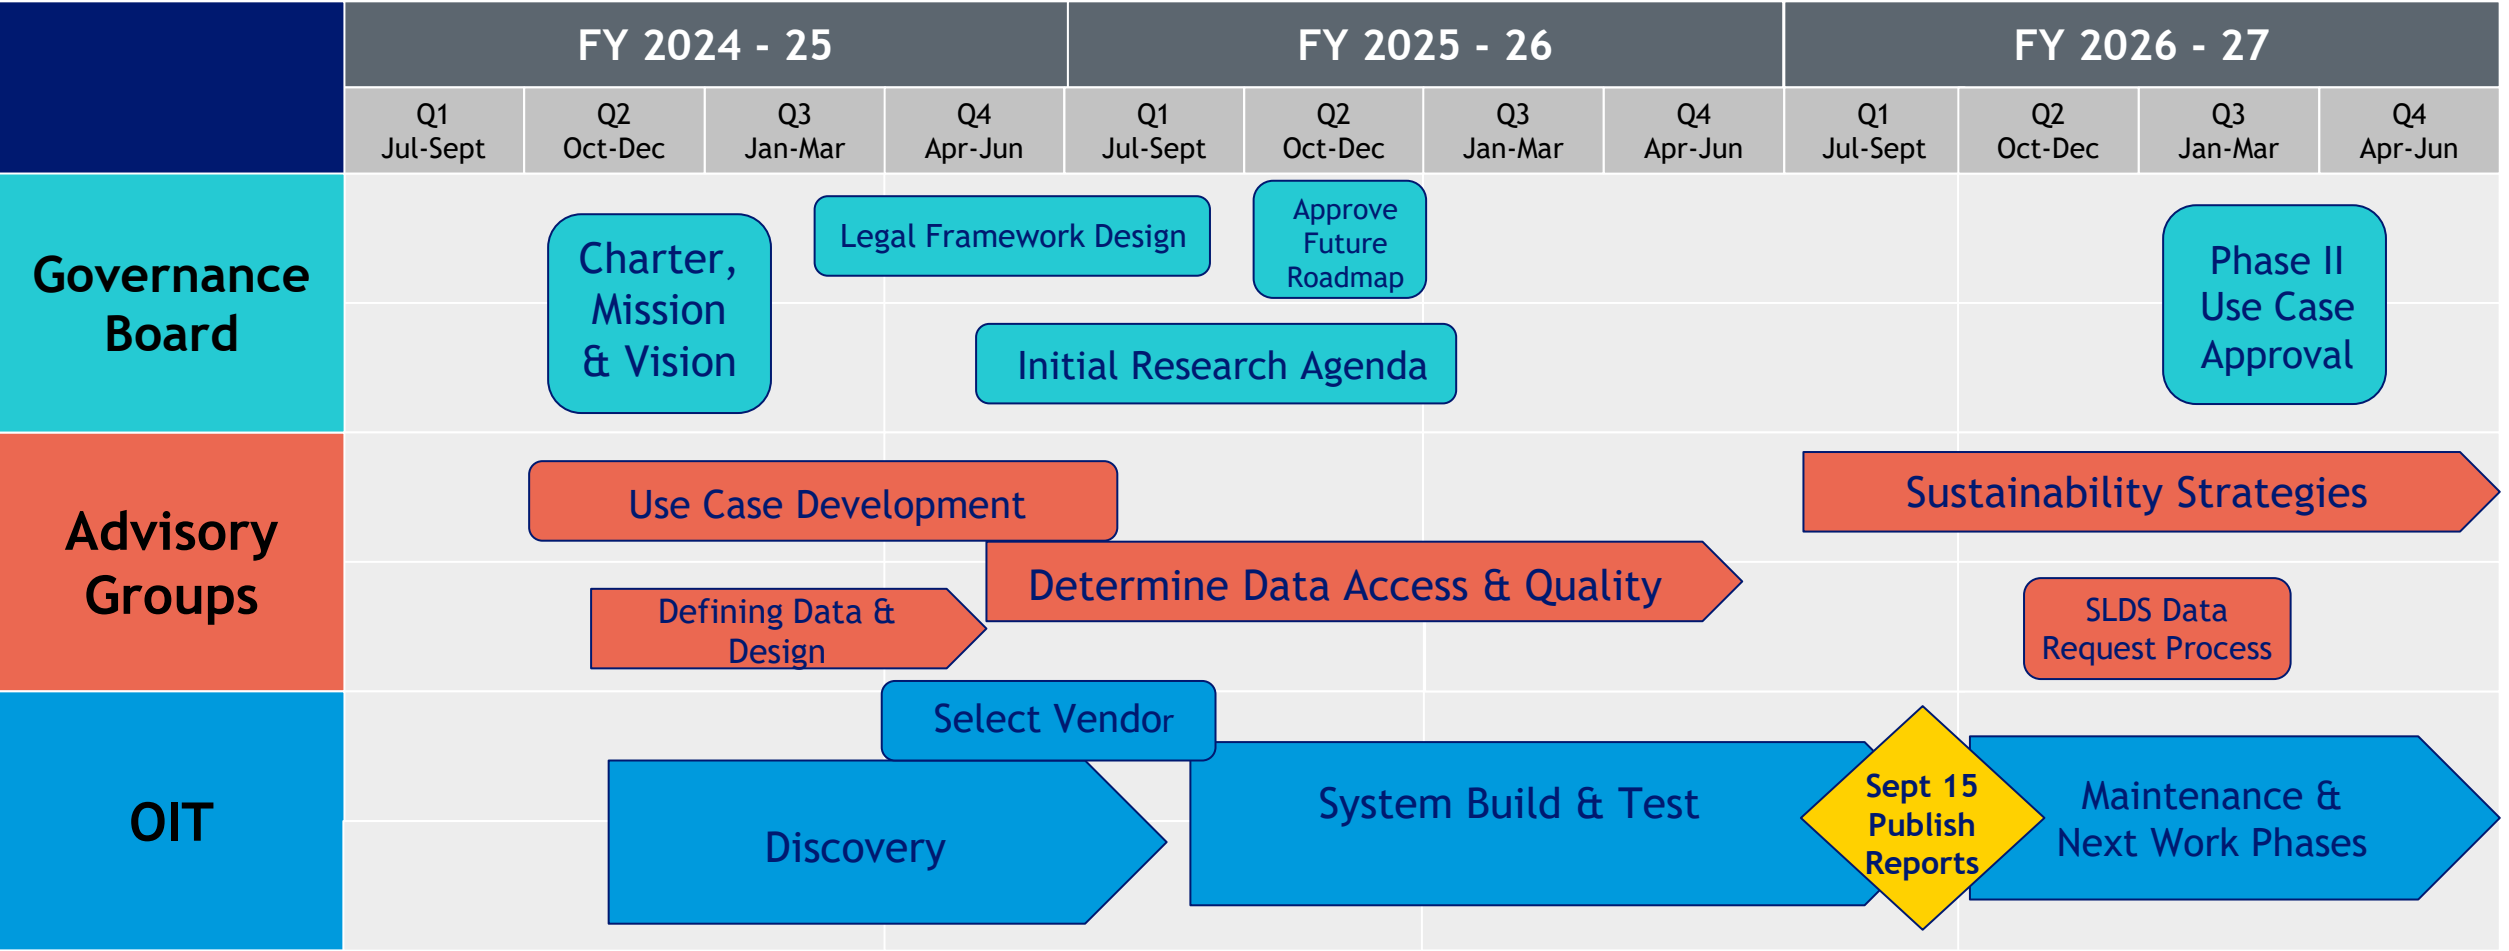 FY 2024 - 25
FY 2025 - 26
FY 2026 - 27
Q1
Jul-Sept
Q2
Oct-Dec
Q3
Jan-Mar
Q4
Apr-Jun
Q1
Jul-Sept
Q2
Oct-Dec
Q3
Jan-Mar
Q4
Apr-Jun
Q1
Jul-Sept
Q2
Oct-Dec
Q3
Jan-Mar
Q4
Apr-Jun
Governance
Board
Charter,
Mission
& Vision
Legal Framework Design
Approve
Future
Roadmap
Initial Research Agenda
Phase II
Use Case
Approval
Advisory
Groups
Use Case Development
Sustainability Strategies
Determine Data Access & Quality
Defining Data &
Design
SLDS Data
Request Process
OIT
Select Vendor
Discovery
System Build & Test
Sept 15
Publish
Reports
Maintenance &
Next Work Phases